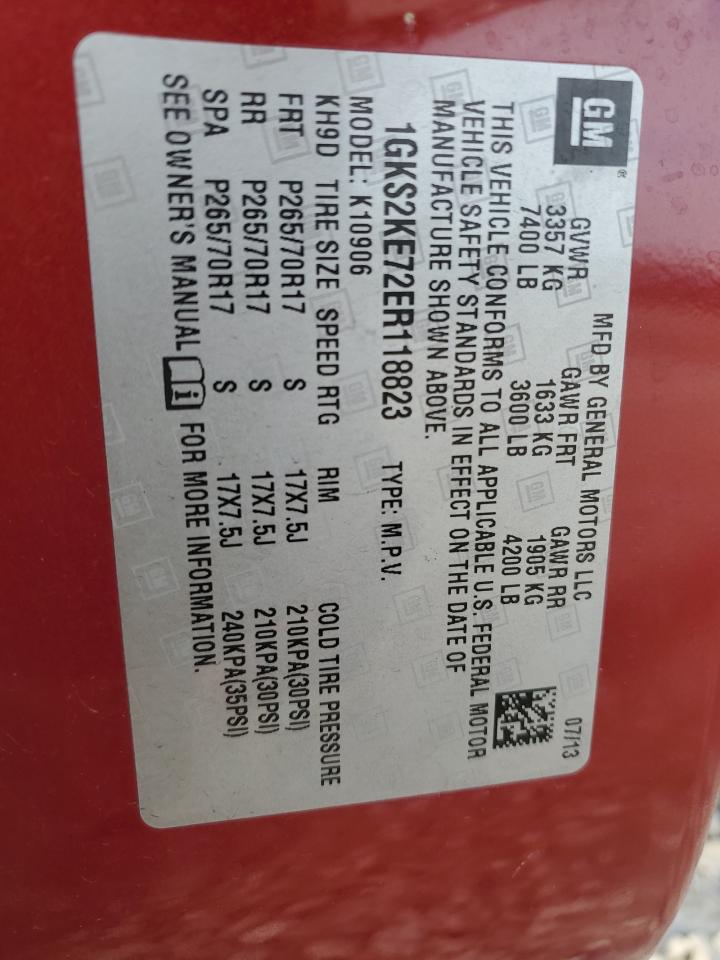 GM®
MFD BY GENERAL MOTORS LLC 07/13
GVWR GAWR FRT GAWR RR
3357 KG 1633 KG 1905 KG
7400 LB 3600 LB 4200 LB
THIS VEHICLE CONFORMS TO ALL APPLICABLE U.S. FEDERAL MOTOR
VEHICLE SAFETY STANDARDS IN EFFECT ON THE DATE OF
MANUFACTURE SHOWN ABOVE.
1GKS2KE72ER118823 TYPE: M.P.V.
MODEL: K10906
KH9D TIRE SIZE SPEED RTG RIM COLD TIRE PRESSURE
FRT P265/70R17 S 17X7.5J 210KPA(30PSI)
RR P265/70R17 S 17X7.5J 210KPA(30PSI)
SPA P265/70R17 S 17X7.5J 240KPA(35PSI)
SEE OWNER'S MANUAL i FOR MORE INFORMATION.